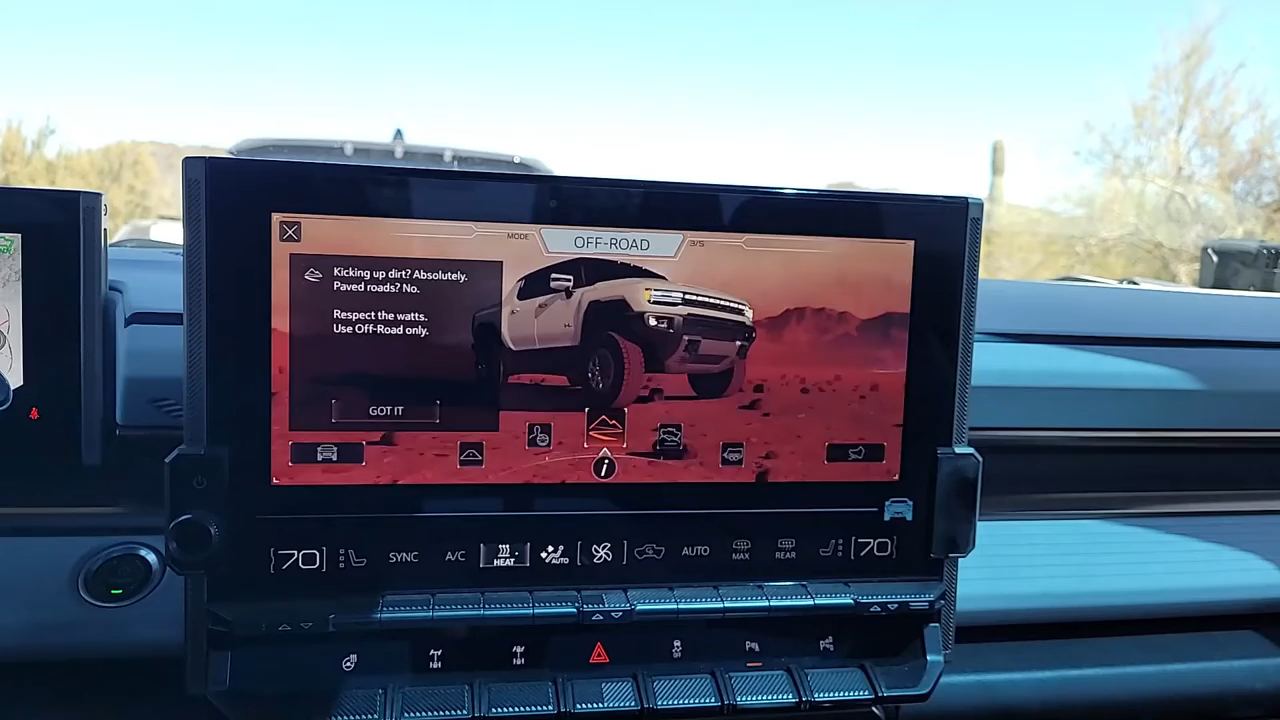 MODE OFF-ROAD 3/5
Kicking up dirt? Absolutely.
Paved roads? No.
Respect the watts.
Use Off-Road only.
GOT IT
70 SYNC A/C HEAT AUTO AUTO MAX REAR 70